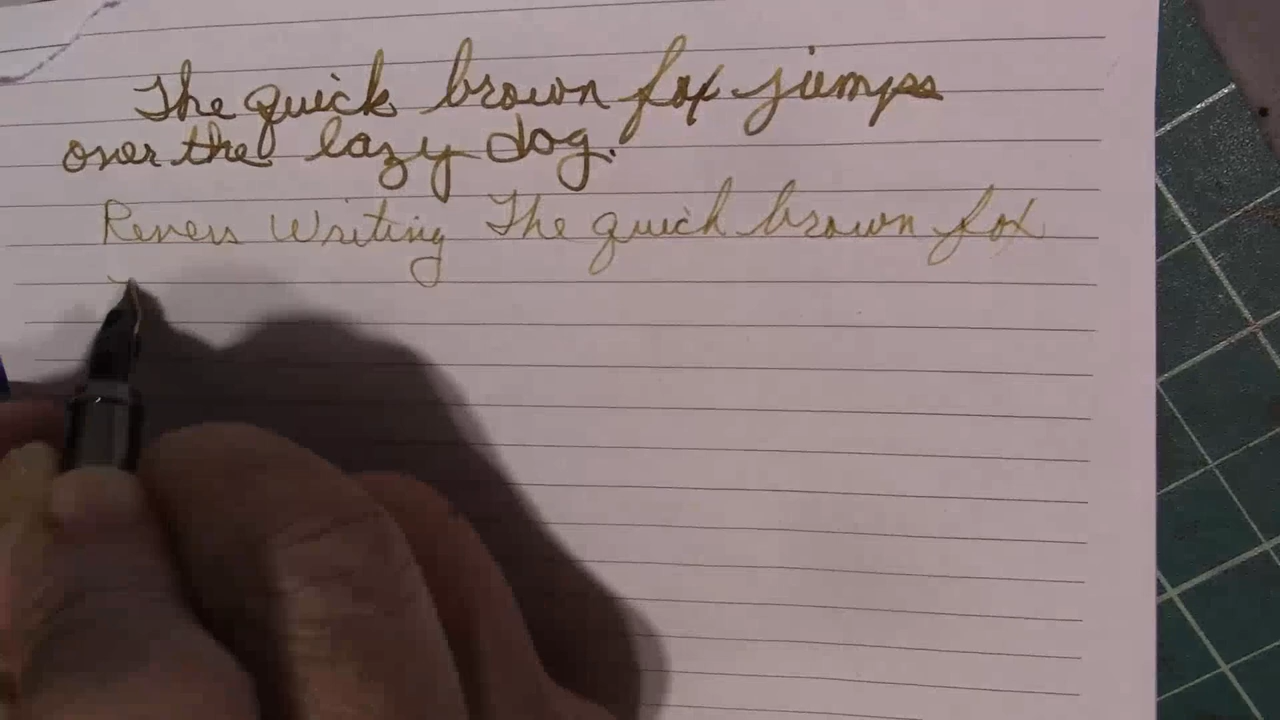 The quick brown fox jumps
over the lazy dog.
Revers Writing The quick brown fox